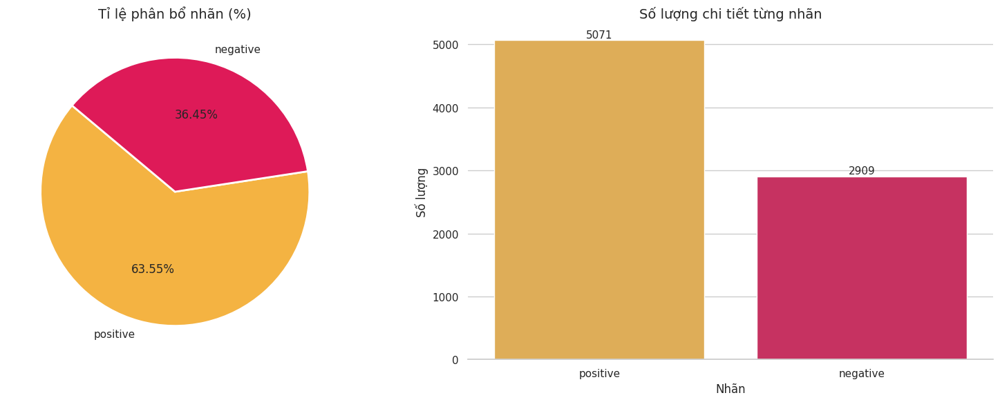 Tỉ lệ phân bổ nhãn (%)
negative
36.45%
63.55%
positive
Số lượng chi tiết từng nhãn
5071
5000
4000
3000
2909
2000
1000
0
Số lượng
positive
negative
Nhãn